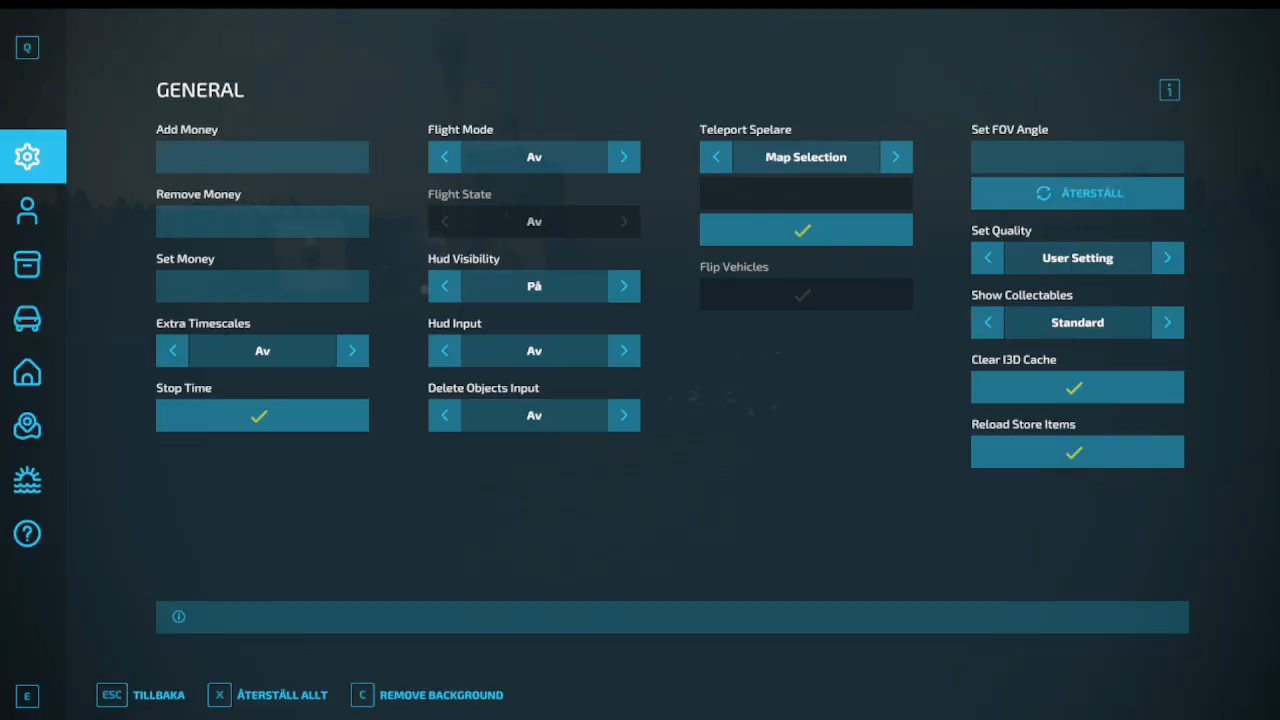 Q
GENERAL
i
Add Money
Remove Money
Set Money
Extra Timescales
Av
Stop Time
Flight Mode
Av
Flight State
Av
Hud Visibility
På
Hud Input
Av
Delete Objects Input
Av
Teleport Spelare
Map Selection
Flip Vehicles
Set FOV Angle
ÅTERSTÄLL
Set Quality
User Setting
Show Collectables
Standard
Clear I3D Cache
Reload Store Items
E
ESC TILLBAKA X ÅTERSTÄLL ALLT C REMOVE BACKGROUND